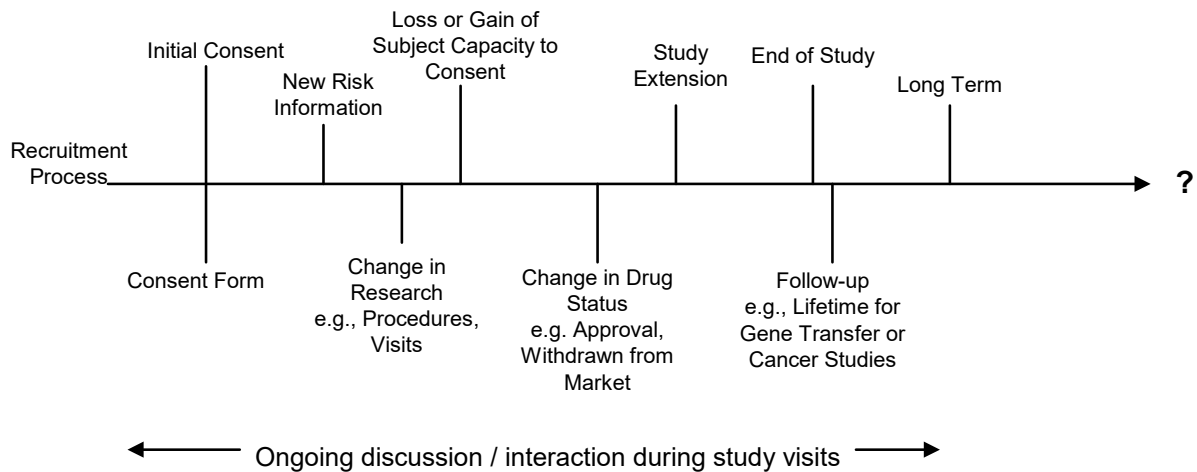 Initial Consent
New Risk
Information
Loss or Gain of
Subject Capacity to
Consent
Study
Extension
End of Study
Long Term
Recruitment
Process
?
Consent Form
Change in
Research
e.g., Procedures,
Visits
Change in Drug
Status
e.g. Approval,
Withdrawn from
Market
Follow-up
e.g., Lifetime for
Gene Transfer or
Cancer Studies
Ongoing discussion / interaction during study visits